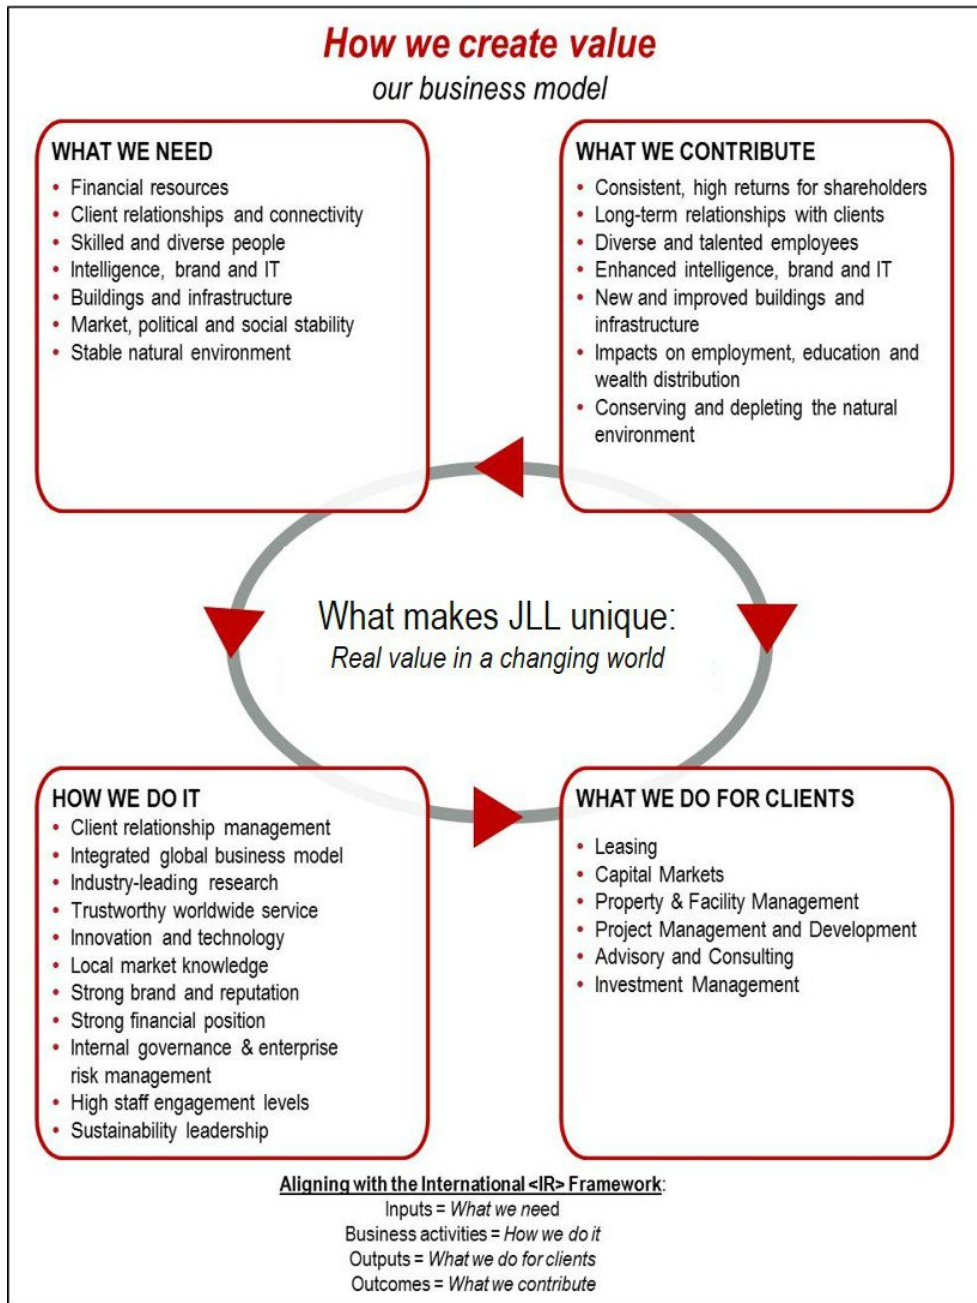 How we create value
our business model
WHAT WE NEED
• Financial resources
• Client relationships and connectivity
• Skilled and diverse people
• Intelligence, brand and IT
• Buildings and infrastructure
• Market, political and social stability
• Stable natural environment
WHAT WE CONTRIBUTE
• Consistent, high returns for shareholders
• Long-term relationships with clients
• Diverse and talented employees
• Enhanced intelligence, brand and IT
• New and improved buildings and
infrastructure
• Impacts on employment, education and
wealth distribution
• Conserving and depleting the natural
environment
What makes JLL unique:
Real value in a changing world
HOW WE DO IT
• Client relationship management
• Integrated global business model
• Industry-leading research
• Trustworthy worldwide service
• Innovation and technology
• Local market knowledge
• Strong brand and reputation
• Strong financial position
• Internal governance & enterprise
risk management
• High staff engagement levels
• Sustainability leadership
WHAT WE DO FOR CLIENTS
• Leasing
• Capital Markets
• Property & Facility Management
• Project Management and Development
• Advisory and Consulting
• Investment Management
Aligning with the International <IR> Framework:
Inputs = What we need
Business activities = How we do it
Outputs = What we do for clients
Outcomes = What we contribute